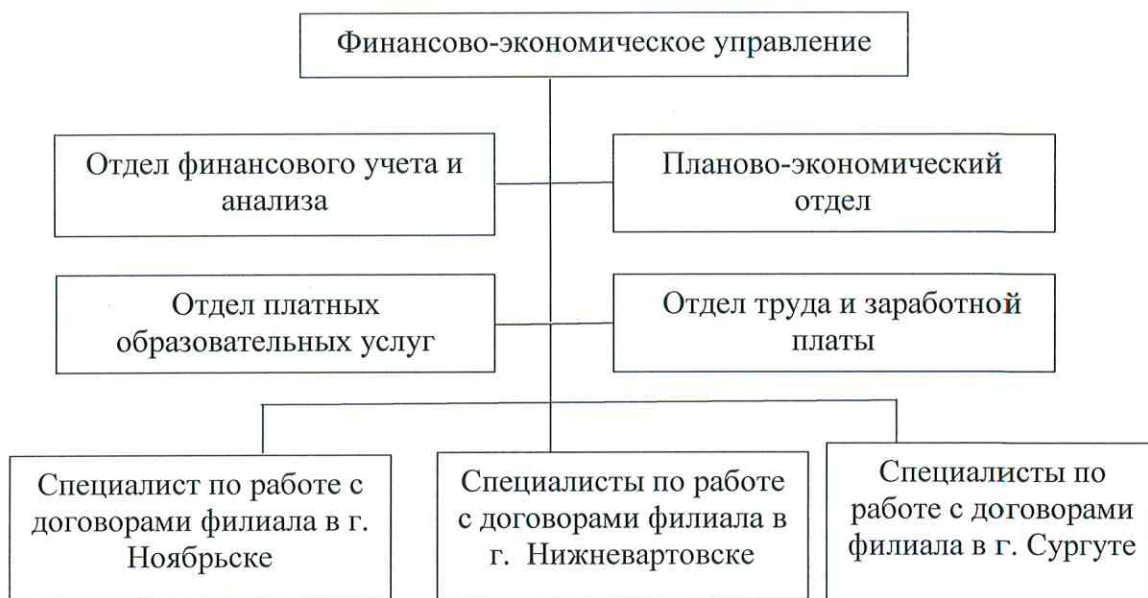 Финансово-экономическое управление
Отдел финансового учета и
анализа
Планово-экономический
отдел
Отдел платных
образовательных услуг
Отдел труда и заработной
платы
Специалист по работе с
договорами филиала в г.
Ноябрьске
Специалисты по работе
с договорами филиала в
г. Нижневартовске
Специалисты по
работе с договорами
филиала в г. Сургуте